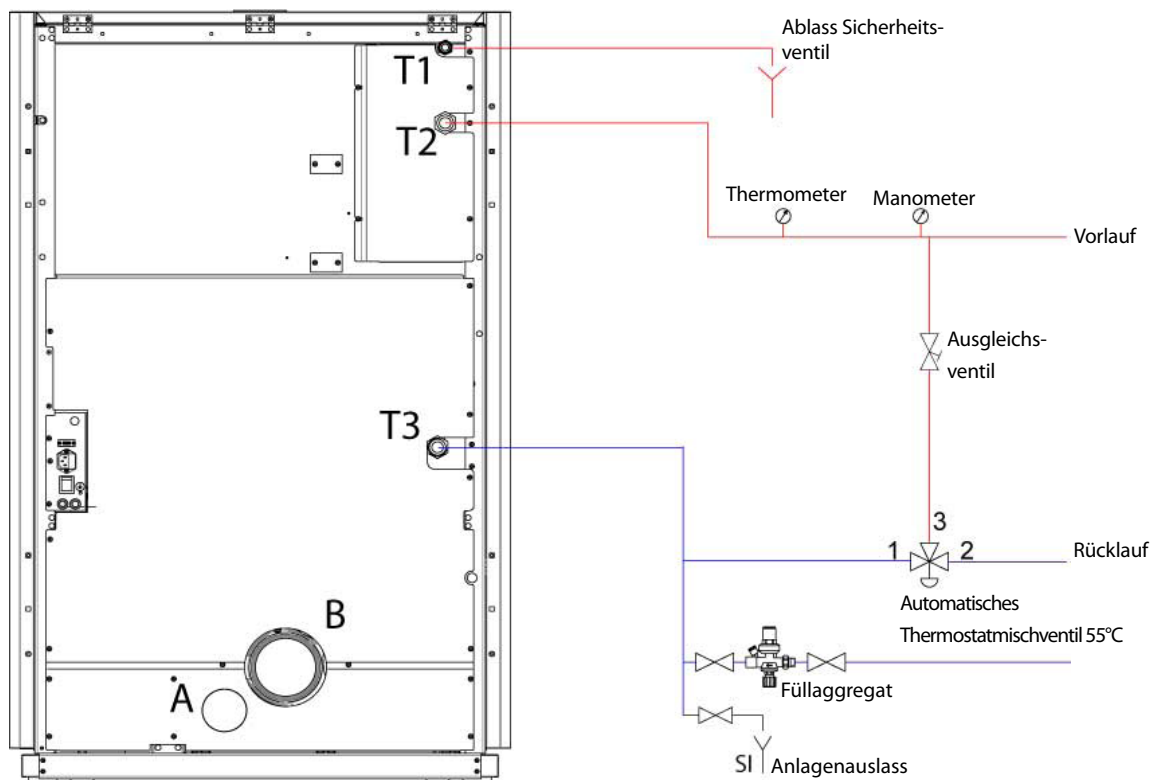 Ablass Sicherheits-
ventil
T1
T2
Thermometer
Manometer
Vorlauf
Ausgleichs-
ventil
T3
3
1
2
Rücklauf
Automatisches
Thermostatmischventil 55°C
B
A
Füllaggregat
SI
Anlagenauslass